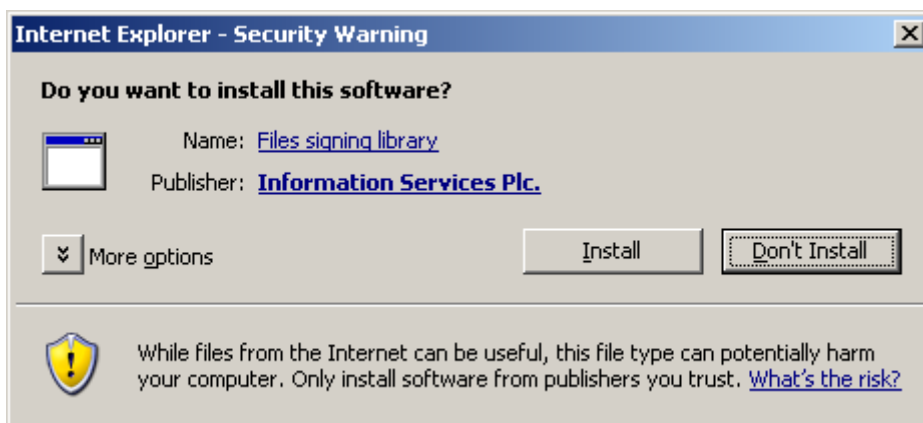 Internet Explorer - Security Warning
Do you want to install this software?
Name: Files signing library
Publisher: Information Services Plc.
More options
Install
Don't Install
While files from the Internet can be useful, this file type can potentially harm
your computer. Only install software from publishers you trust. What's the risk?